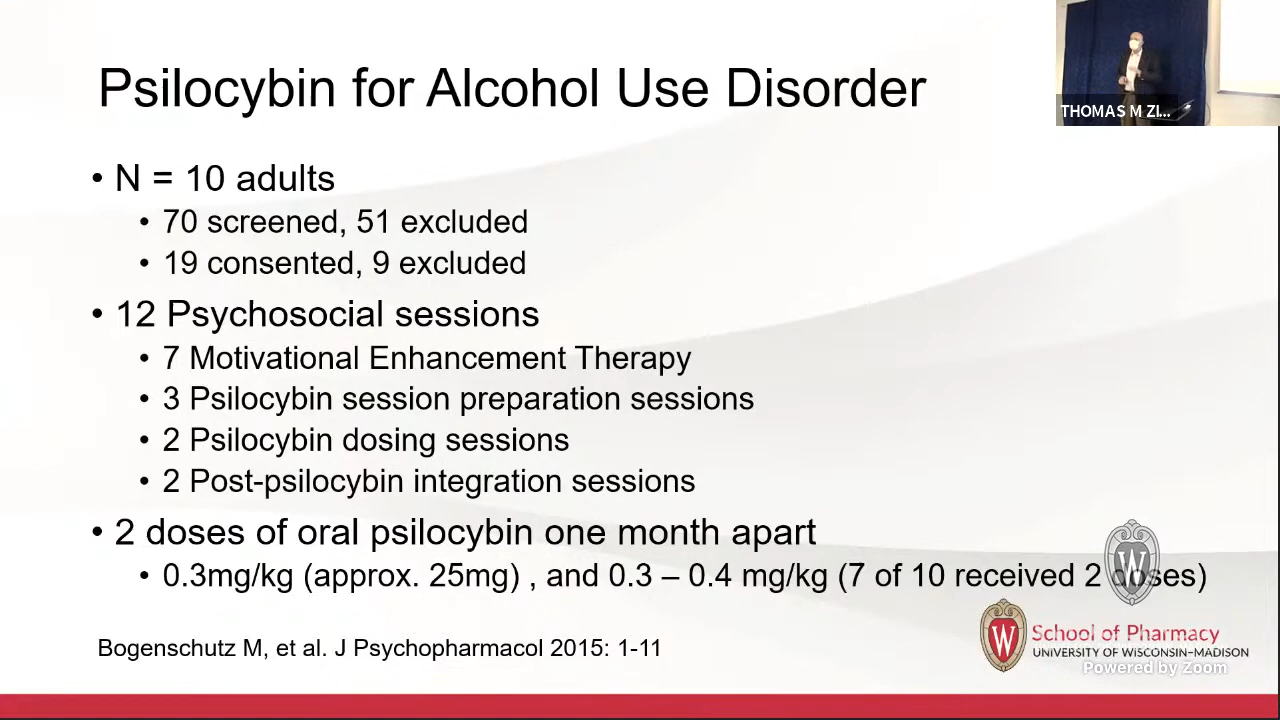 Psilocybin for Alcohol Use Disorder
THOMAS M ZI...
• N = 10 adults
• 70 screened, 51 excluded
• 19 consented, 9 excluded
• 12 Psychosocial sessions
• 7 Motivational Enhancement Therapy
• 3 Psilocybin session preparation sessions
• 2 Psilocybin dosing sessions
• 2 Post-psilocybin integration sessions
• 2 doses of oral psilocybin one month apart
• 0.3mg/kg (approx. 25mg) , and 0.3 – 0.4 mg/kg (7 of 10 received 2 doses)
W
Bogenschutz M, et al. J Psychopharmacol 2015: 1-11
W
School of Pharmacy
UNIVERSITY OF WISCONSIN–MADISON
Powered by Zoom